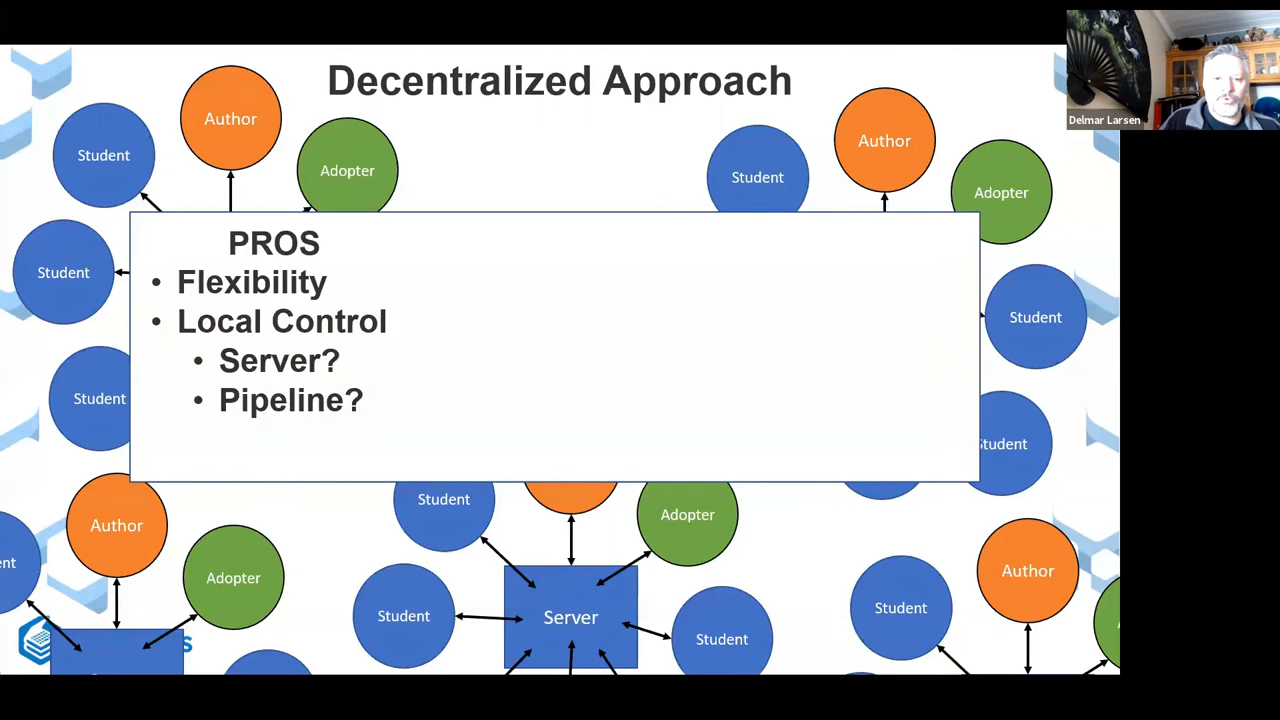 Decentralized Approach
Delmar Larsen
Author
Student
Adopter
Student
Student
Author
Student
Adopter
Student
Student
PROS
• Flexibility
• Local Control
• Server?
• Pipeline?
Author
Adopter
ent
Student
Adopter
Student
Server
Student
Author
Student
S